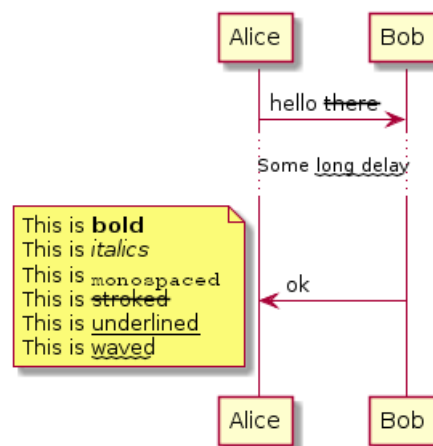 Alice Bob
hello there
Some long delay
This is bold
This is italics
This is monospaced
This is stroked
This is underlined
This is waved
ok
Alice Bob